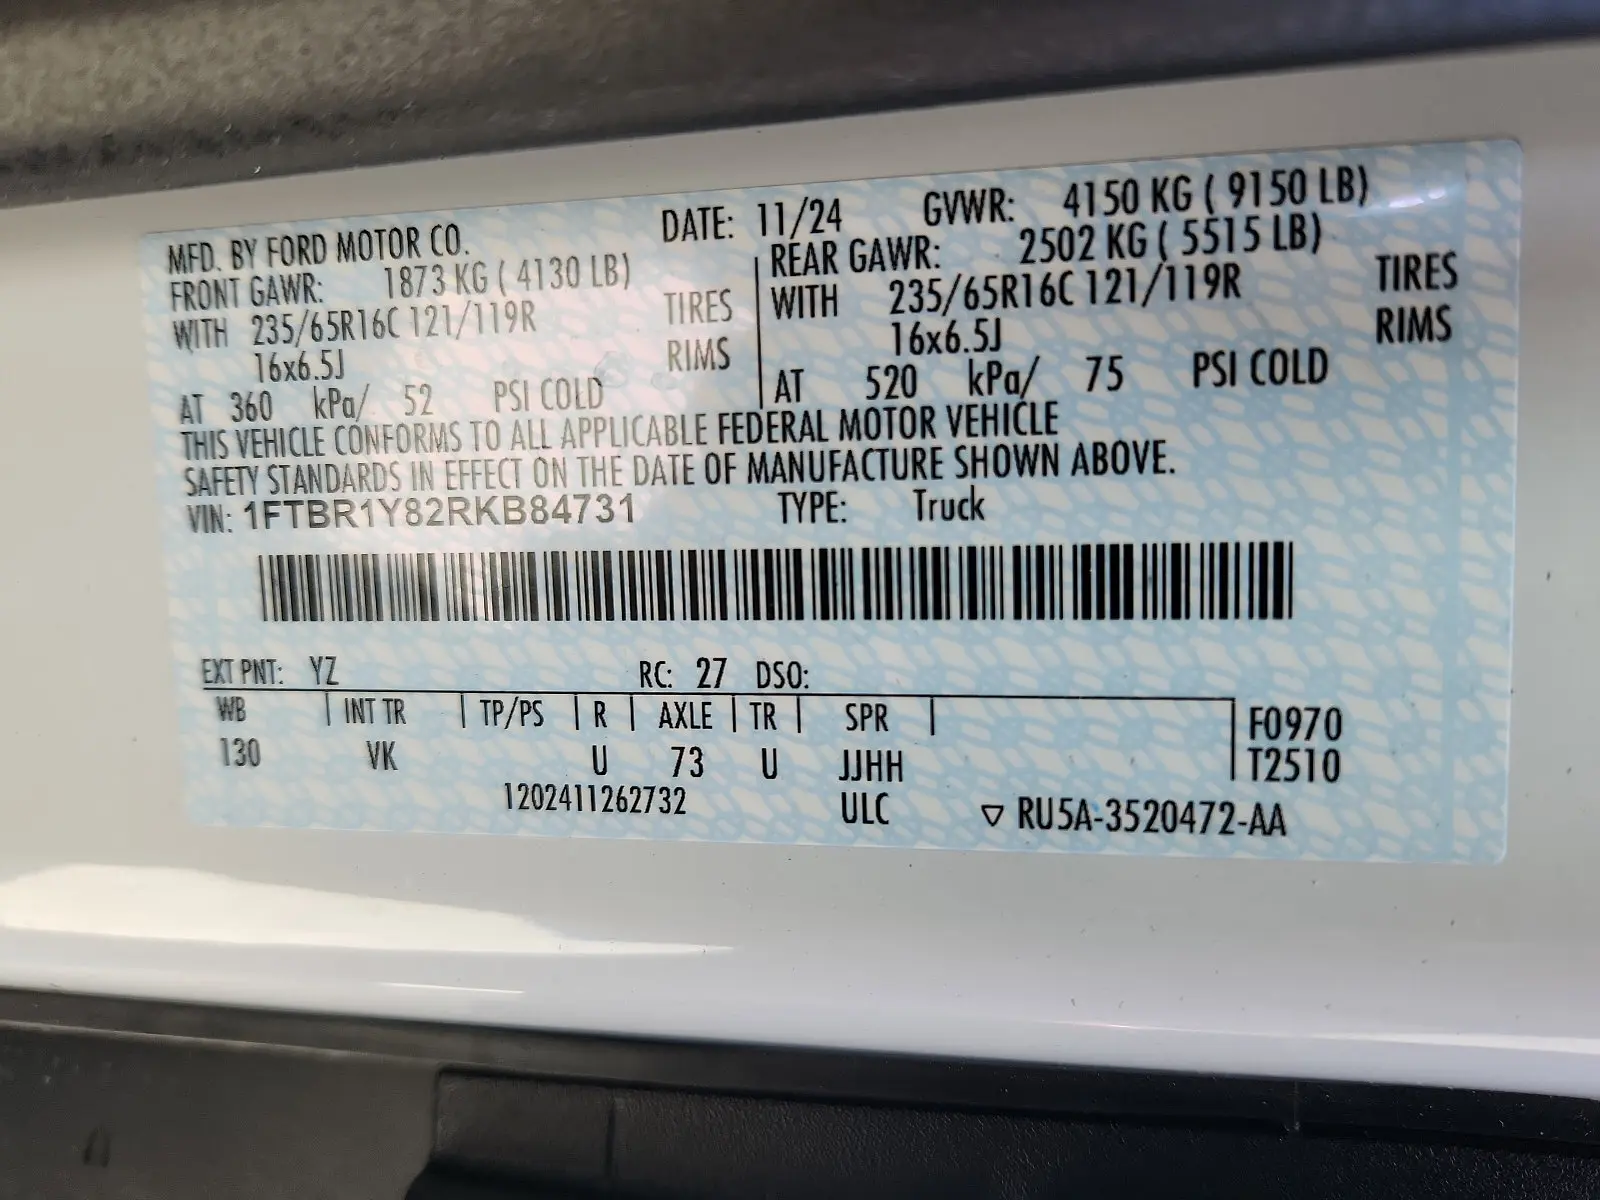 MFD. BY FORD MOTOR CO. DATE: 11/24 GVWR: 4150 KG ( 9150 LB)
FRONT GAWR: 1873 KG ( 4130 LB) REAR GAWR: 2502 KG ( 5515 LB)
WITH 235/65R16C 121/119R TIRES WITH 235/65R16C 121/119R TIRES
16x6.5J RIMS 16x6.5J RIMS
AT 360 kPa/ 52 PSI COLD AT 520 kPa/ 75 PSI COLD
THIS VEHICLE CONFORMS TO ALL APPLICABLE FEDERAL MOTOR VEHICLE
SAFETY STANDARDS IN EFFECT ON THE DATE OF MANUFACTURE SHOWN ABOVE.
VIN: 1FTBR1Y82RKB84731 TYPE: Truck
EXT PNT: YZ RC: 27 DSO:
WB INT TR TP/PS R AXLE TR SPR F0970
130 VK U 73 U JJHH T2510
1202411262732 ULC ▽ RU5A-3520472-AA